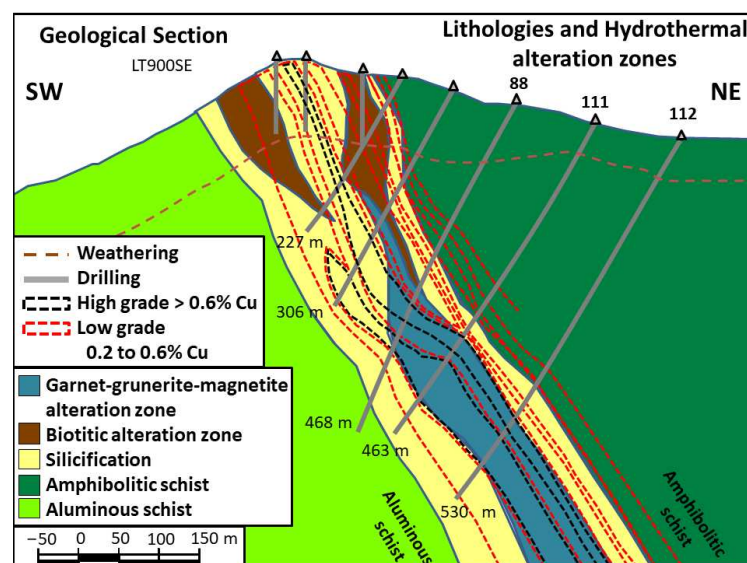 Geological Section
Lithologies and Hydrothermal
alteration zones
LT900SE
SW
NE
88
111
112
Weathering
Drilling
High grade > 0.6% Cu
Low grade
0.2 to 0.6% Cu
227 m
306 m
468 m
463 m
530 m
Garnet-grunerite-magnetite
alteration zone
Biotitic alteration zone
Silicification
Amphibolitic schist
Aluminous schist
Aluminous
schist
Amphibolitic
schist
−50 0 50 100 150 m